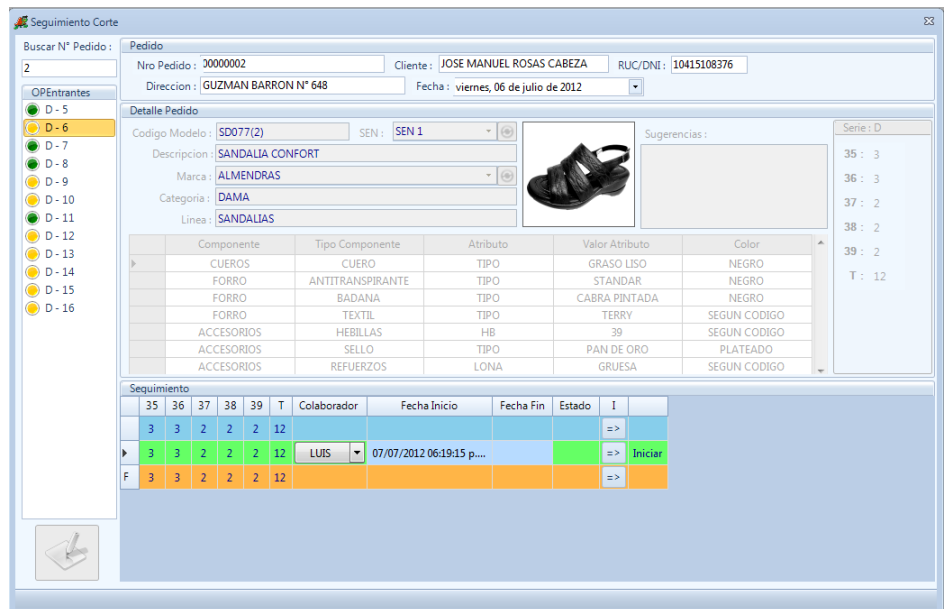 Seguimiento Corte
Buscar N° Pedido :
2
OPEntrantes
D - 5
D - 6
D - 7
D - 8
D - 9
D - 10
D - 11
D - 12
D - 13
D - 14
D - 15
D - 16
Pedido
Nro Pedido : 00000002 Cliente : JOSE MANUEL ROSAS CABEZA RUC/DNI : 10415108376
Direccion : GUZMAN BARRON N° 648 Fecha : viernes, 06 de julio de 2012
Detalle Pedido
Codigo Modelo : SD077(2) SEN : SEN 1 Sugerencias :
Descripcion : SANDALIA CONFORT
Marca : ALMENDRAS
Categoria : DAMA
Linea : SANDALIAS
Serie : D
35 : 3
36 : 3
37 : 2
38 : 2
39 : 2
T : 12
Componente Tipo Componente Atributo Valor Atributo Color
CUEROS CUERO TIPO GRASO LISO NEGRO
FORRO ANTITRANSPIRANTE TIPO STANDAR NEGRO
FORRO BADANA TIPO CABRA PINTADA NEGRO
FORRO TEXTIL TIPO TERRY SEGUN CODIGO
ACCESORIOS HEBILLAS HB 39 SEGUN CODIGO
ACCESORIOS SELLO TIPO PAN DE ORO PLATEADO
ACCESORIOS REFUERZOS LONA GRUESA SEGUN CODIGO
Seguimiento
35 36 37 38 39 T Colaborador Fecha Inicio Fecha Fin Estado I
3 3 2 2 2 12 =>
3 3 2 2 2 12 LUIS 07/07/2012 06:19:15 p.... => Iniciar
F 3 3 2 2 2 12 =>